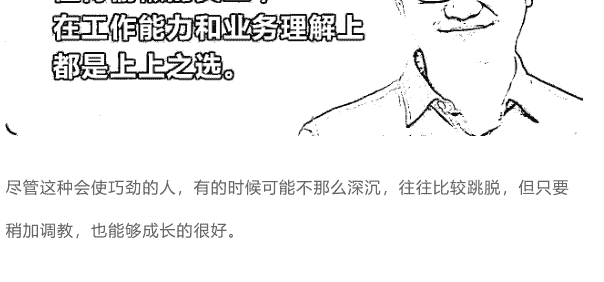 在工作能力和业务理解上
都是上上之选。
尽管这种会使巧劲的人，有的时候可能不那么深沉，往往比较跳脱，但只要
稍加调教，也能够成长的很好。